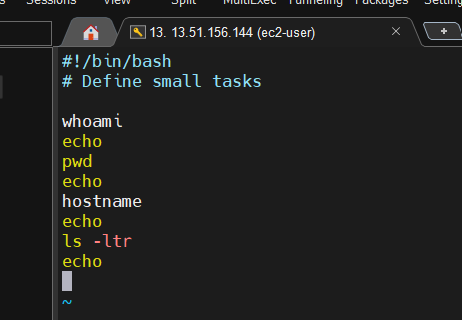 Sessions View Split MultiExec Tunneling Packages
13. 13.51.156.144 (ec2-user)
#!/bin/bash
# Define small tasks
whoami
echo
pwd
echo
hostname
echo
ls -ltr
echo
~